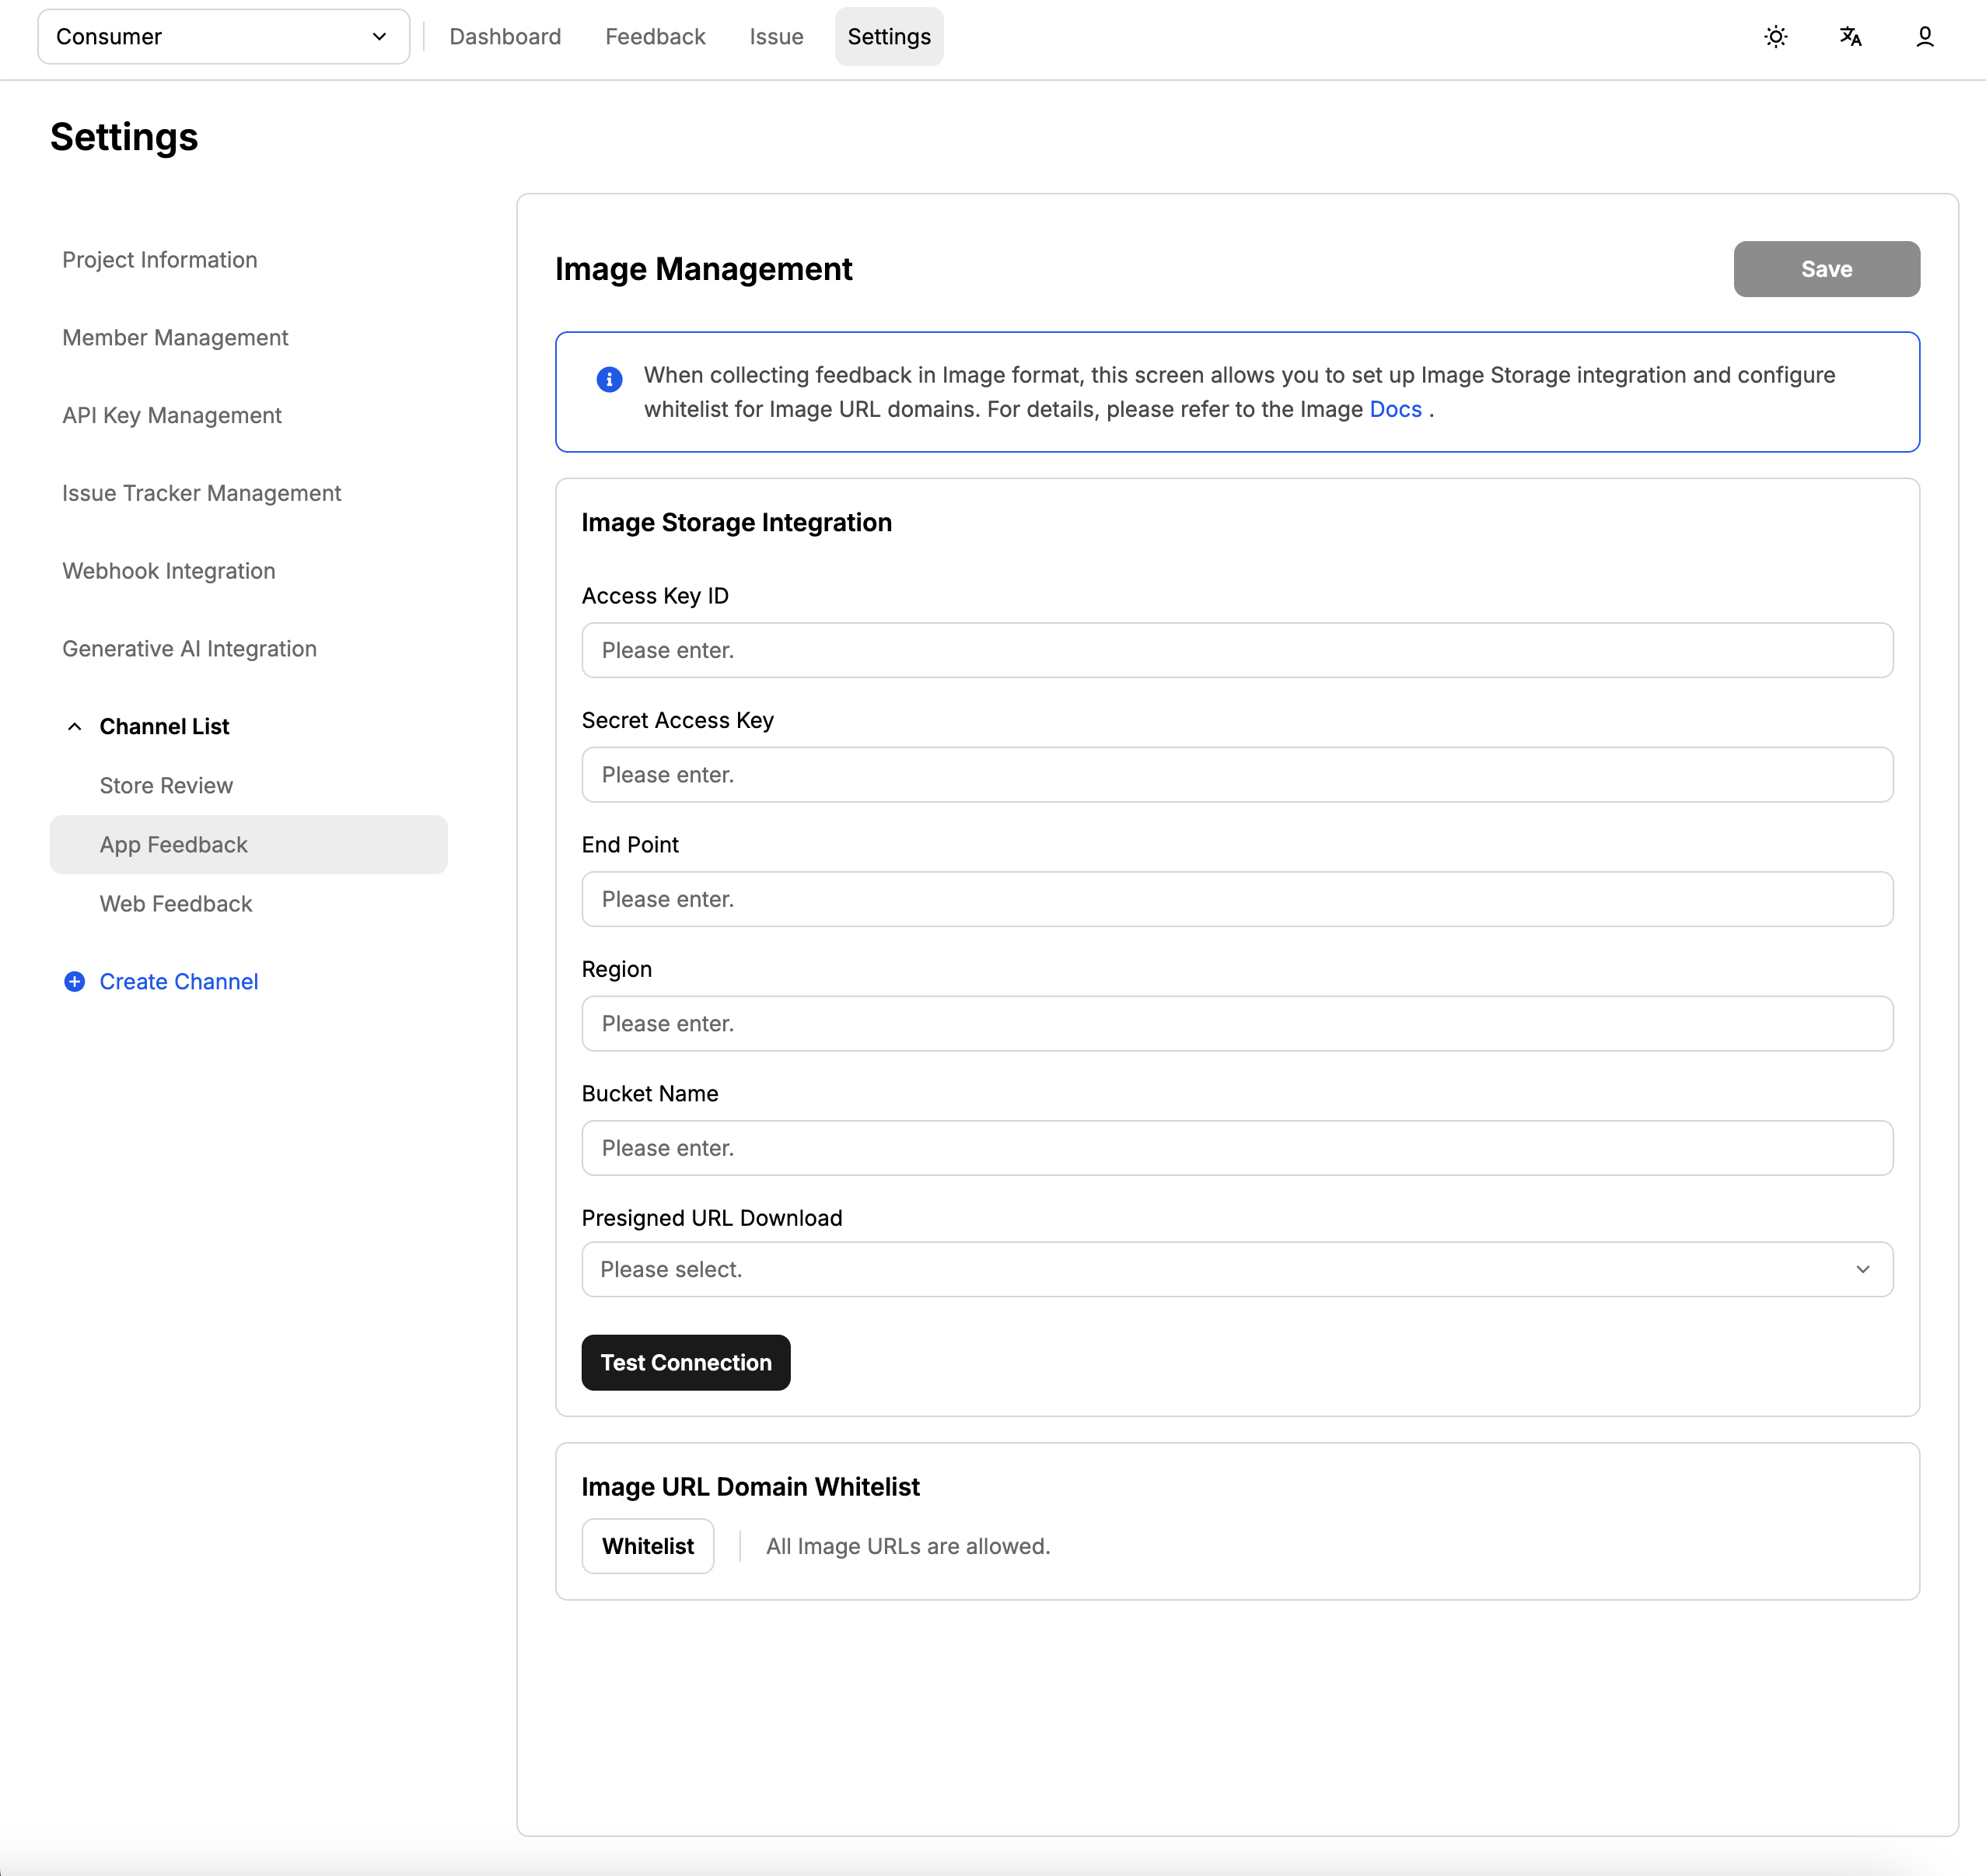 Consumer
Dashboard
Feedback
Issue
Settings
Settings
Project Information
Member Management
API Key Management
Issue Tracker Management
Webhook Integration
Generative AI Integration
Channel List
Store Review
App Feedback
Web Feedback
Create Channel
Image Management
Save
When collecting feedback in Image format, this screen allows you to set up Image Storage integration and configure
whitelist for Image URL domains. For details, please refer to the Image Docs .
Image Storage Integration
Access Key ID
Please enter.
Secret Access Key
Please enter.
End Point
Please enter.
Region
Please enter.
Bucket Name
Please enter.
Presigned URL Download
Please select.
Test Connection
Image URL Domain Whitelist
Whitelist
All Image URLs are allowed.